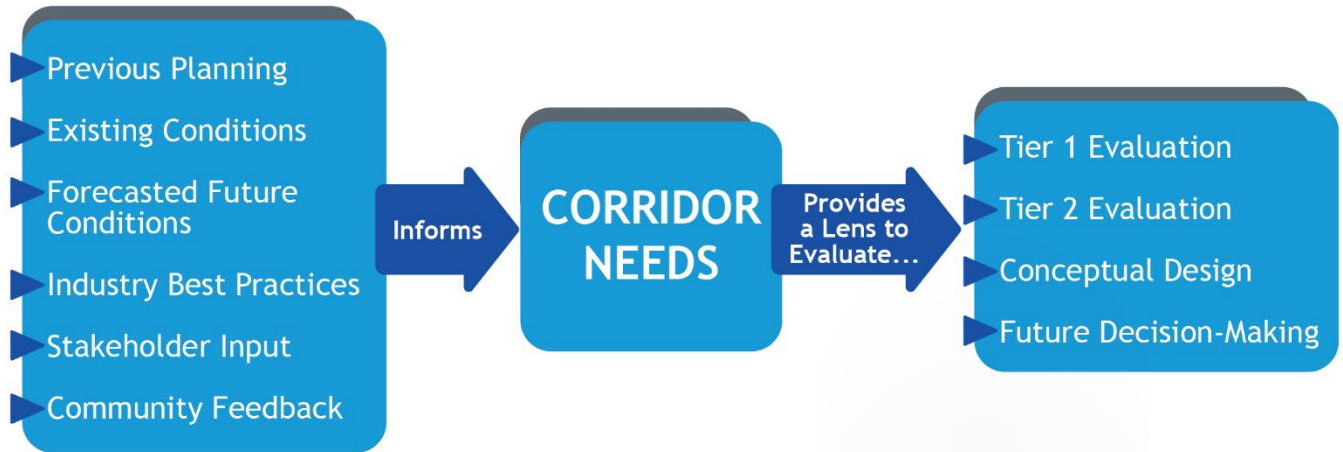 Previous Planning
Existing Conditions
Forecasted Future
Conditions
Industry Best Practices
Stakeholder Input
Community Feedback
Informs
CORRIDOR
NEEDS
Provides
a Lens to
Evaluate...
Tier 1 Evaluation
Tier 2 Evaluation
Conceptual Design
Future Decision-Making